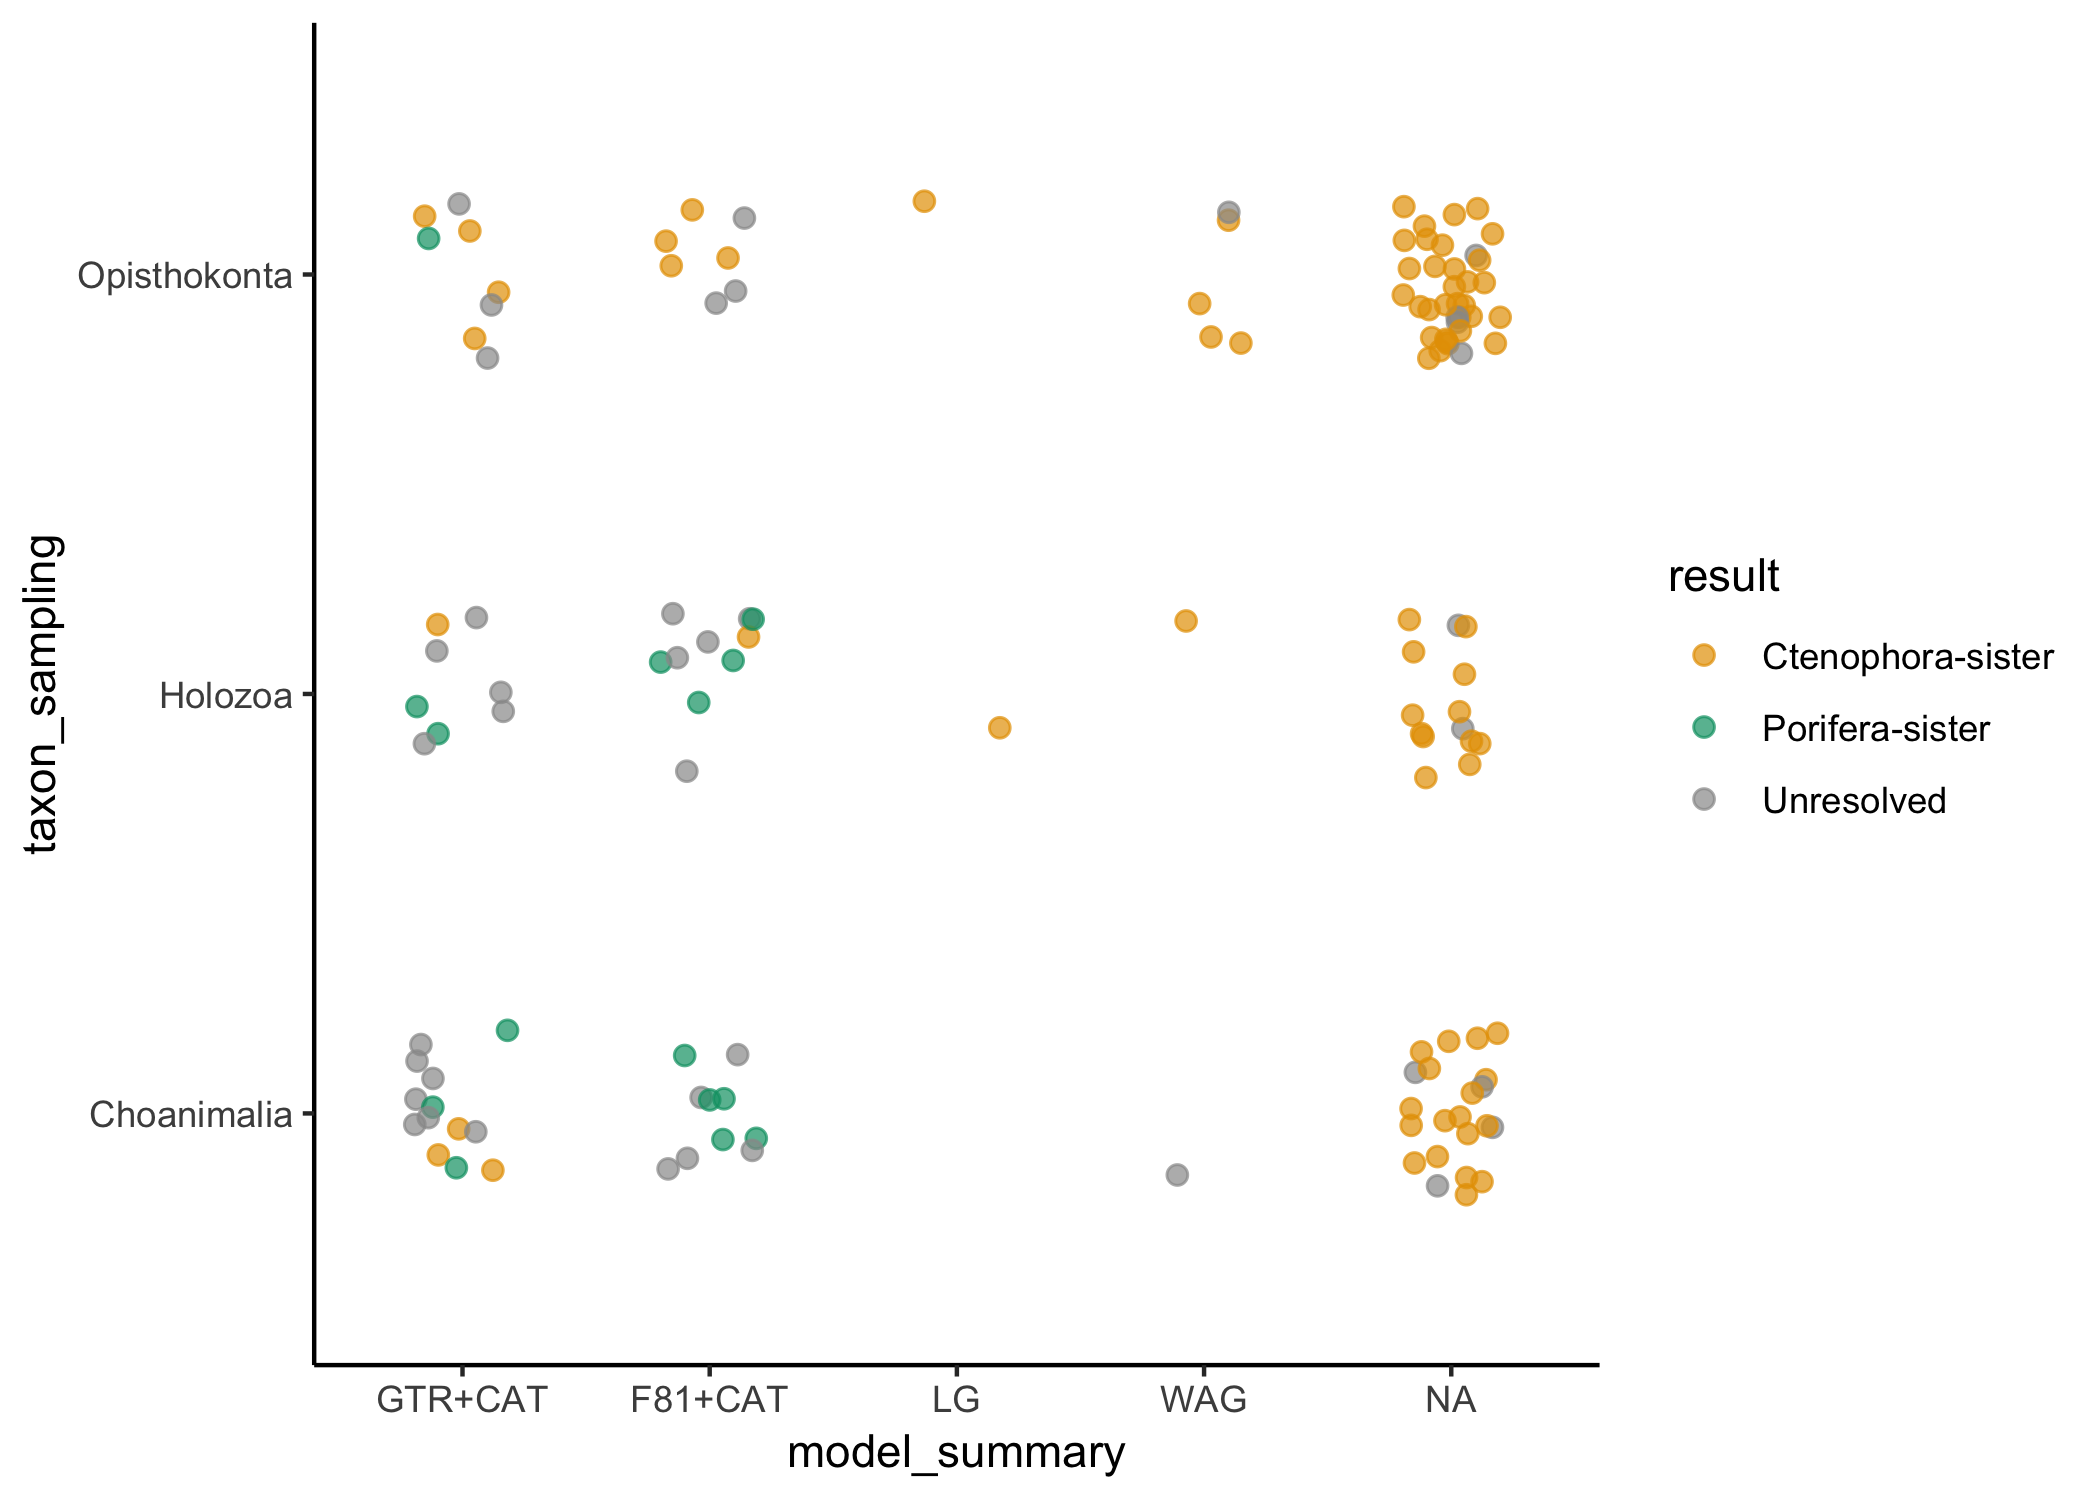 taxon_sampling
Opisthokonta
Holozoa
Choanimalia
GTR+CAT
F81+CAT
LG
WAG
NA
model_summary
result
Ctenophora-sister
Porifera-sister
Unresolved